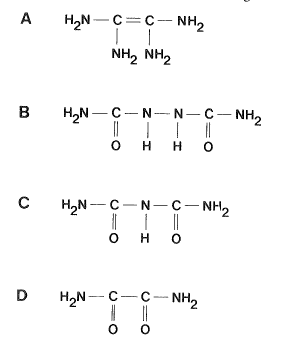 A H₂N—C=C—NH₂
NH₂ NH₂
B H₂N—C—N—N—C—NH₂
O H H O
C H₂N—C—N—C—NH₂
O H O
D H₂N—C—C—NH₂
O O